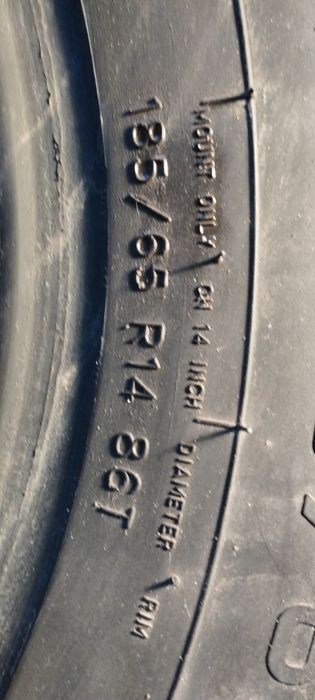 MOUNT ONLY ON 14 INCH DIAMETER RIM
185/65 R14 86T